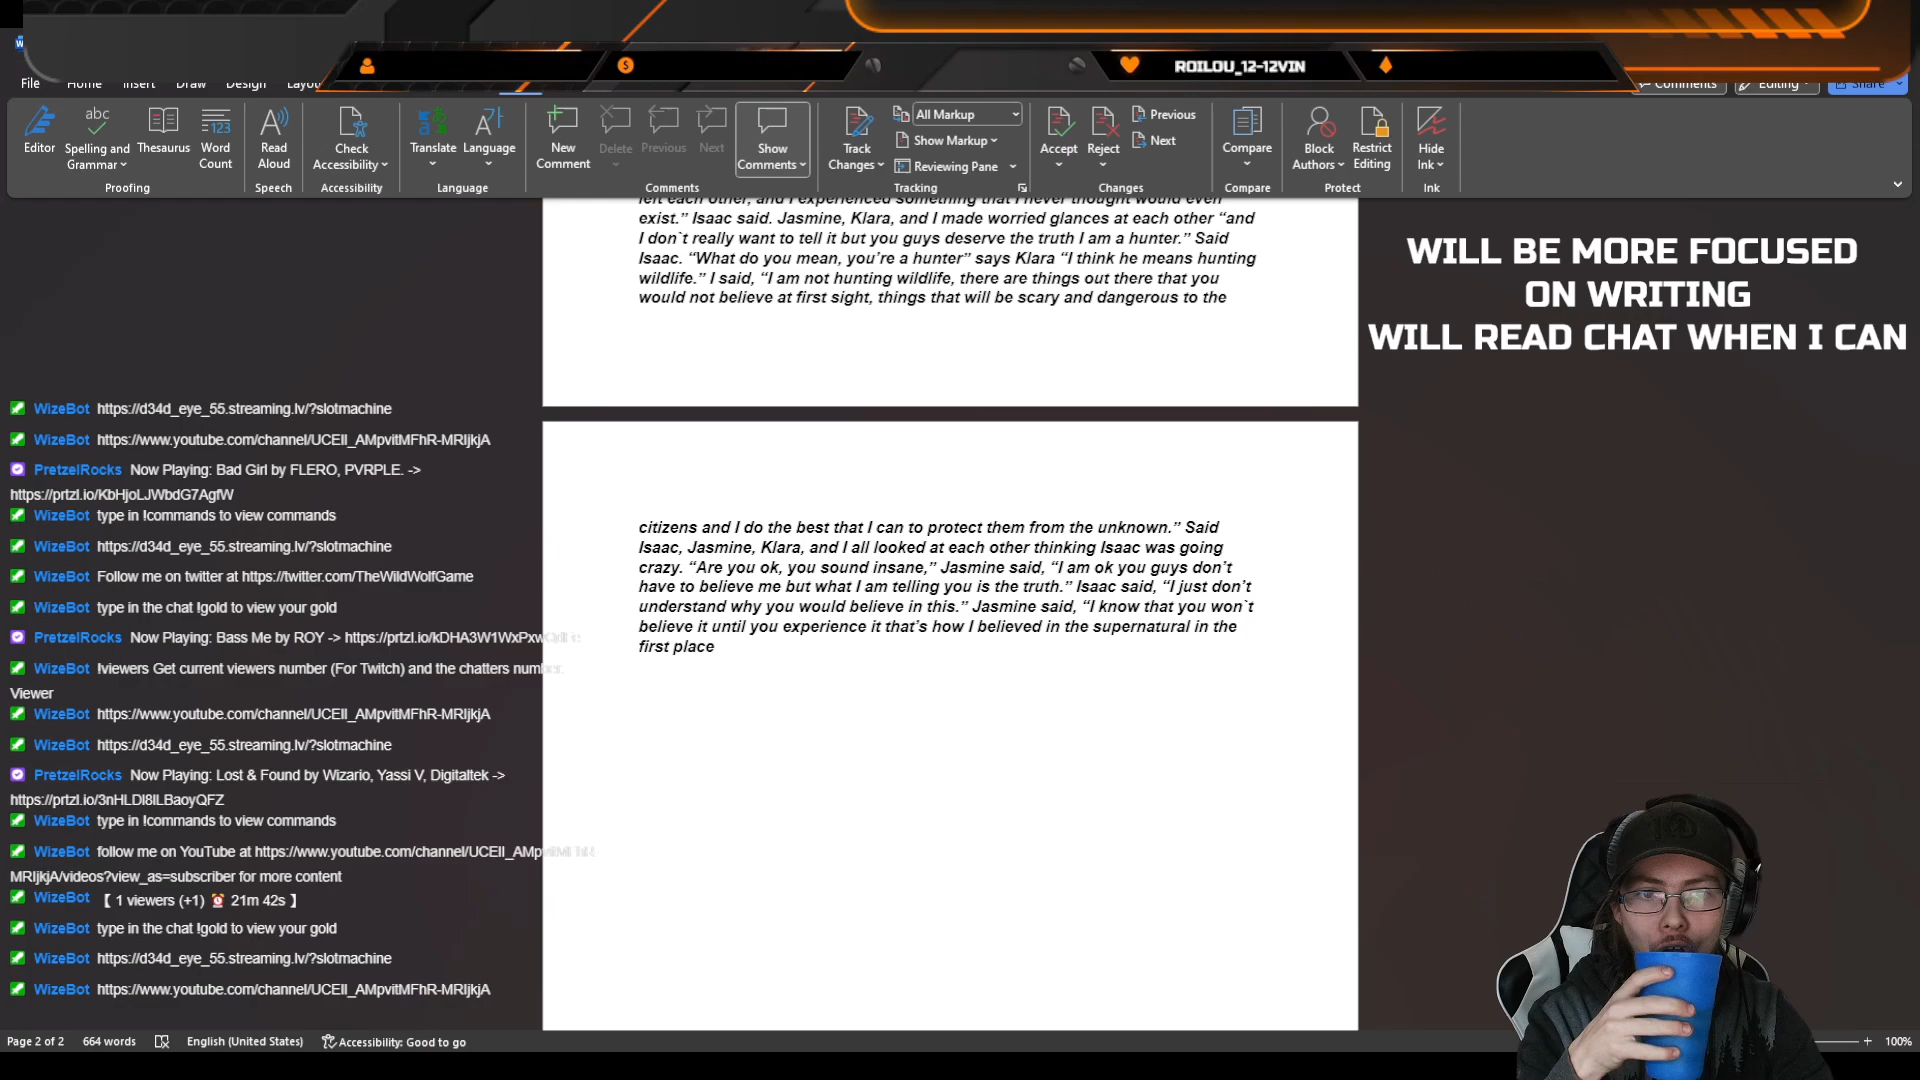 ROILOU_12-12VIN
File Home Insert Draw Design
Comments Editing Share
Editor
Spelling and Grammar
Thesaurus
Word Count
Proofing
Read Aloud
Speech
Check Accessibility
Accessibility
Translate
Language
Language
New Comment
Delete
Previous
Next
Show Comments
Comments
Track Changes
All Markup
Show Markup
Reviewing Pane
Tracking
Accept
Reject
Previous
Next
Changes
Compare
Compare
Block Authors
Restrict Editing
Protect
Hide Ink
Ink
left each other, and I experienced something that I never thought would even
exist.” Isaac said. Jasmine, Klara, and I made worried glances at each other “and
I don`t really want to tell it but you guys deserve the truth I am a hunter.” Said
Isaac. “What do you mean, you’re a hunter” says Klara “I think he means hunting
wildlife.” I said, “I am not hunting wildlife, there are things out there that you
would not believe at first sight, things that will be scary and dangerous to the
citizens and I do the best that I can to protect them from the unknown.” Said
Isaac, Jasmine, Klara, and I all looked at each other thinking Isaac was going
crazy. “Are you ok, you sound insane,” Jasmine said, “I am ok you guys don’t
have to believe me but what I am telling you is the truth.” Isaac said, “I just don’t
understand why you would believe in this.” Jasmine said, “I know that you won`t
believe it until you experience it that’s how I believed in the supernatural in the
first place
WILL BE MORE FOCUSED
ON WRITING
WILL READ CHAT WHEN I CAN
WizeBot https://d34d_eye_55.streaming.lv/?slotmachine
WizeBot https://www.youtube.com/channel/UCEIl_AMpvitMFhR-MRIjkjA
PretzelRocks Now Playing: Bad Girl by FLERO, PVRPLE. ->
https://prtzl.io/KbHjoLJWbdG7AgfW
WizeBot type in !commands to view commands
WizeBot https://d34d_eye_55.streaming.lv/?slotmachine
WizeBot Follow me on twitter at https://twitter.com/TheWildWolfGame
WizeBot type in the chat !gold to view your gold
PretzelRocks Now Playing: Bass Me by ROY ->
WizeBot !viewers Get current viewers number (For Twitch) and the chatters number.
Viewer
WizeBot https://www.youtube.com/channel/UCEIl_AMpvitMFhR-MRIjkjA
WizeBot https://d34d_eye_55.streaming.lv/?slotmachine
PretzelRocks Now Playing: Lost & Found by Wizario, Yassi V, Digitaltek ->
https://prtzl.io/3nHLDl8lLBaoyQFZ
WizeBot type in !commands to view commands
WizeBot follow me on YouTube at
MRIjkjA/videos?view_as=subscriber for more content
WizeBot 【 1 viewers (+1) ⏰ 21m 42s 】
WizeBot type in the chat !gold to view your gold
WizeBot https://d34d_eye_55.streaming.lv/?slotmachine
WizeBot https://www.youtube.com/channel/UCEIl_AMpvitMFhR-MRIjkjA
Page 2 of 2 664 words English (United States) Accessibility: Good to go 100%